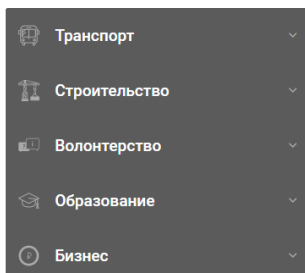 Транспорт
Строительство
Волонтерство
Образование
Бизнес